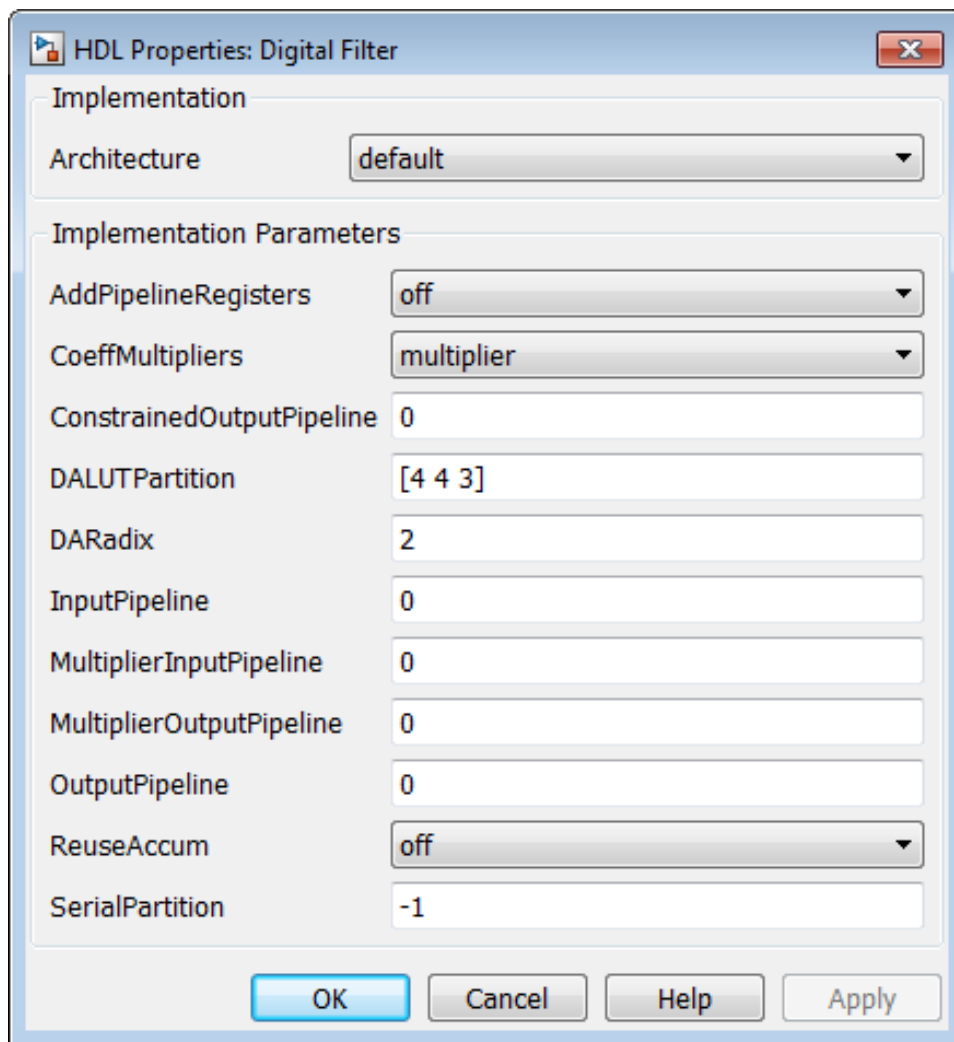 HDL Properties: Digital Filter
Implementation
Architecture default
Implementation Parameters
AddPipelineRegisters off
CoeffMultipliers multiplier
ConstrainedOutputPipeline 0
DALUTPartition [4 4 3]
DARadix 2
InputPipeline 0
MultiplierInputPipeline 0
MultiplierOutputPipeline 0
OutputPipeline 0
ReuseAccum off
SerialPartition -1
OK Cancel Help Apply